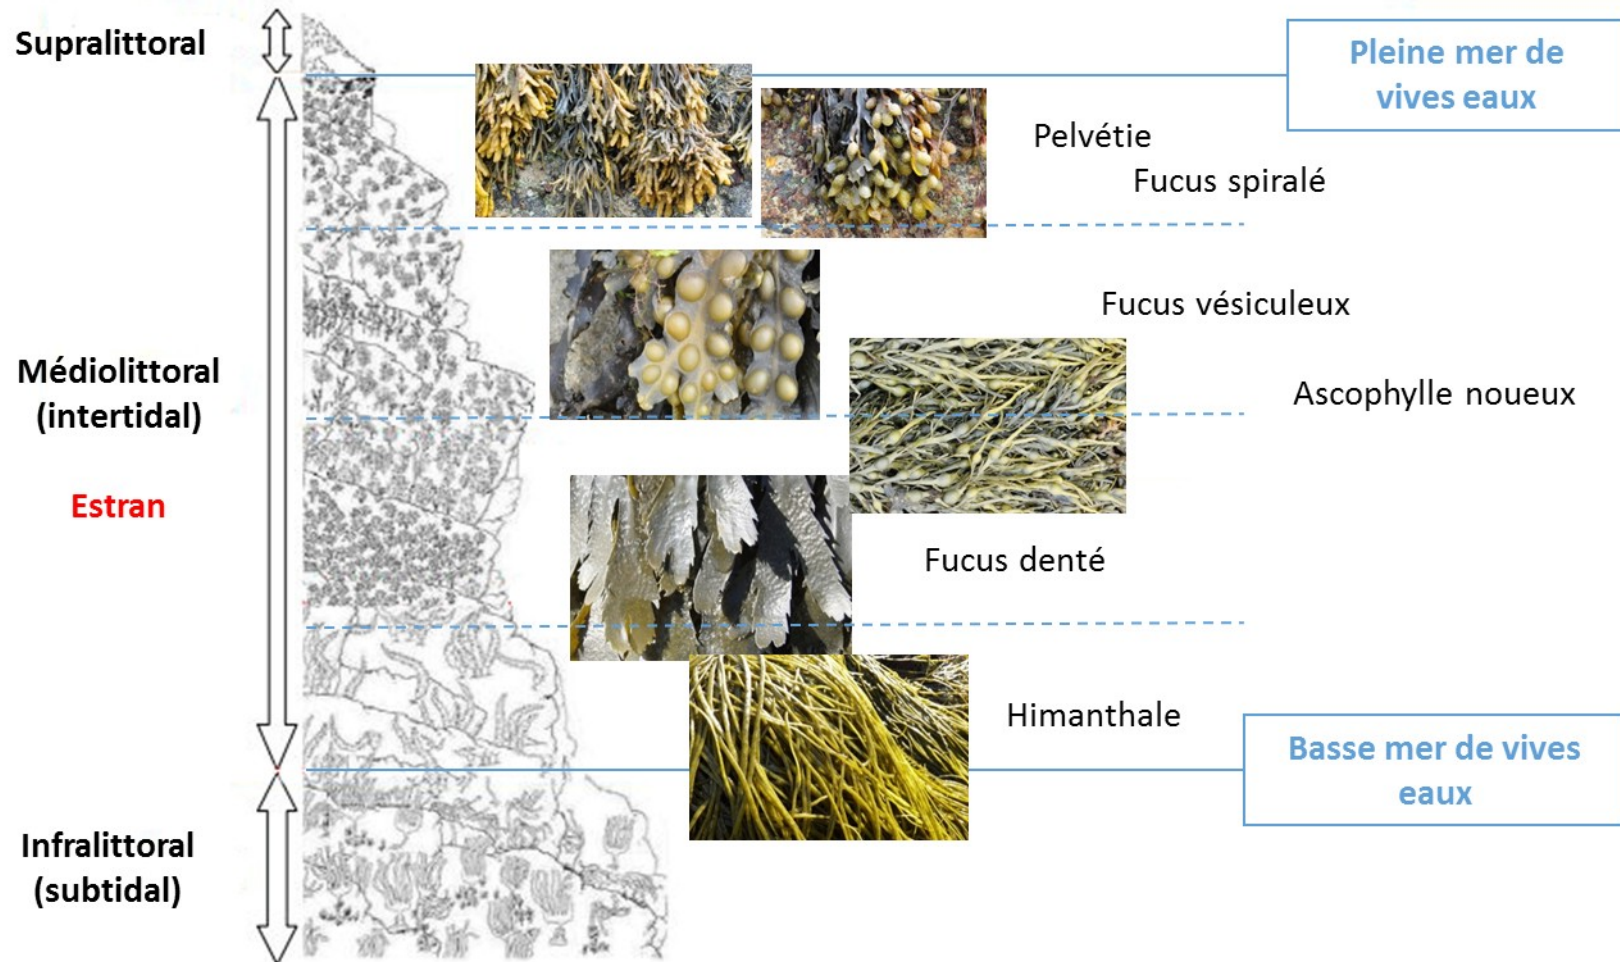 Supralittoral
Pleine mer de
vives eaux
Pelvétie
Fucus spiralé
Fucus vésiculeux
Médiolittoral
(intertidal)
Ascophylle noueux
Estran
Fucus denté
Himanthale
Basse mer de vives
eaux
Infralittoral
(subtidal)